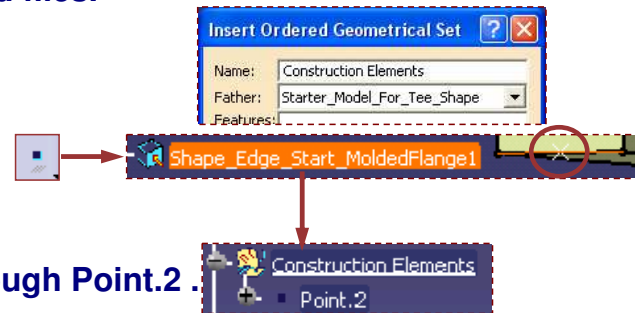 Insert Ordered Geometrical Set
Name: Construction Elements
Father: Starter_Model_For_Tee_Shape
Features:
Shape_Edge_Start_MoldedFlange1
Construction Elements
ugh Point.2 .
Point.2